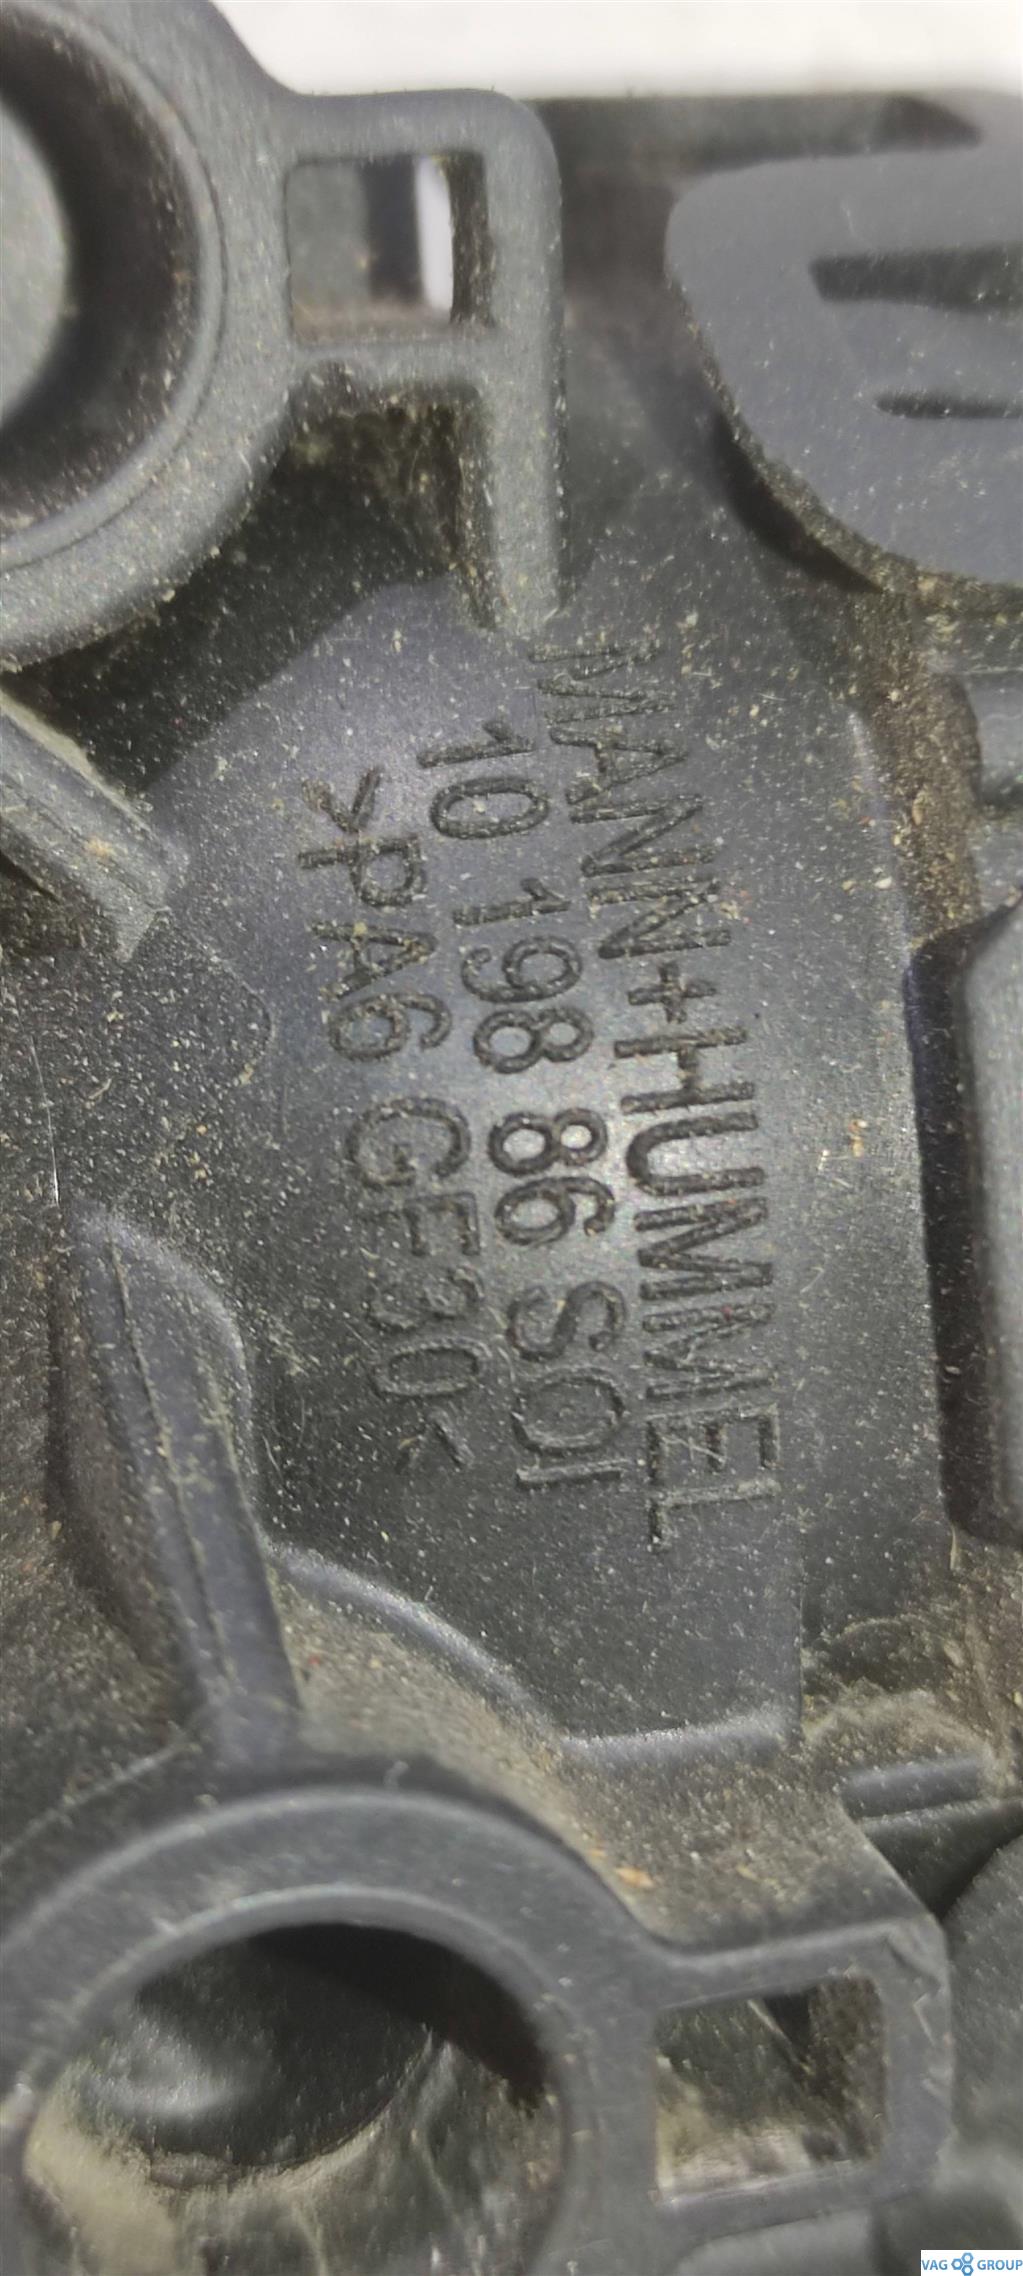 MANN+HUMMEL
10 198 86 S01
>PA6 GF30<
VAG GROUP